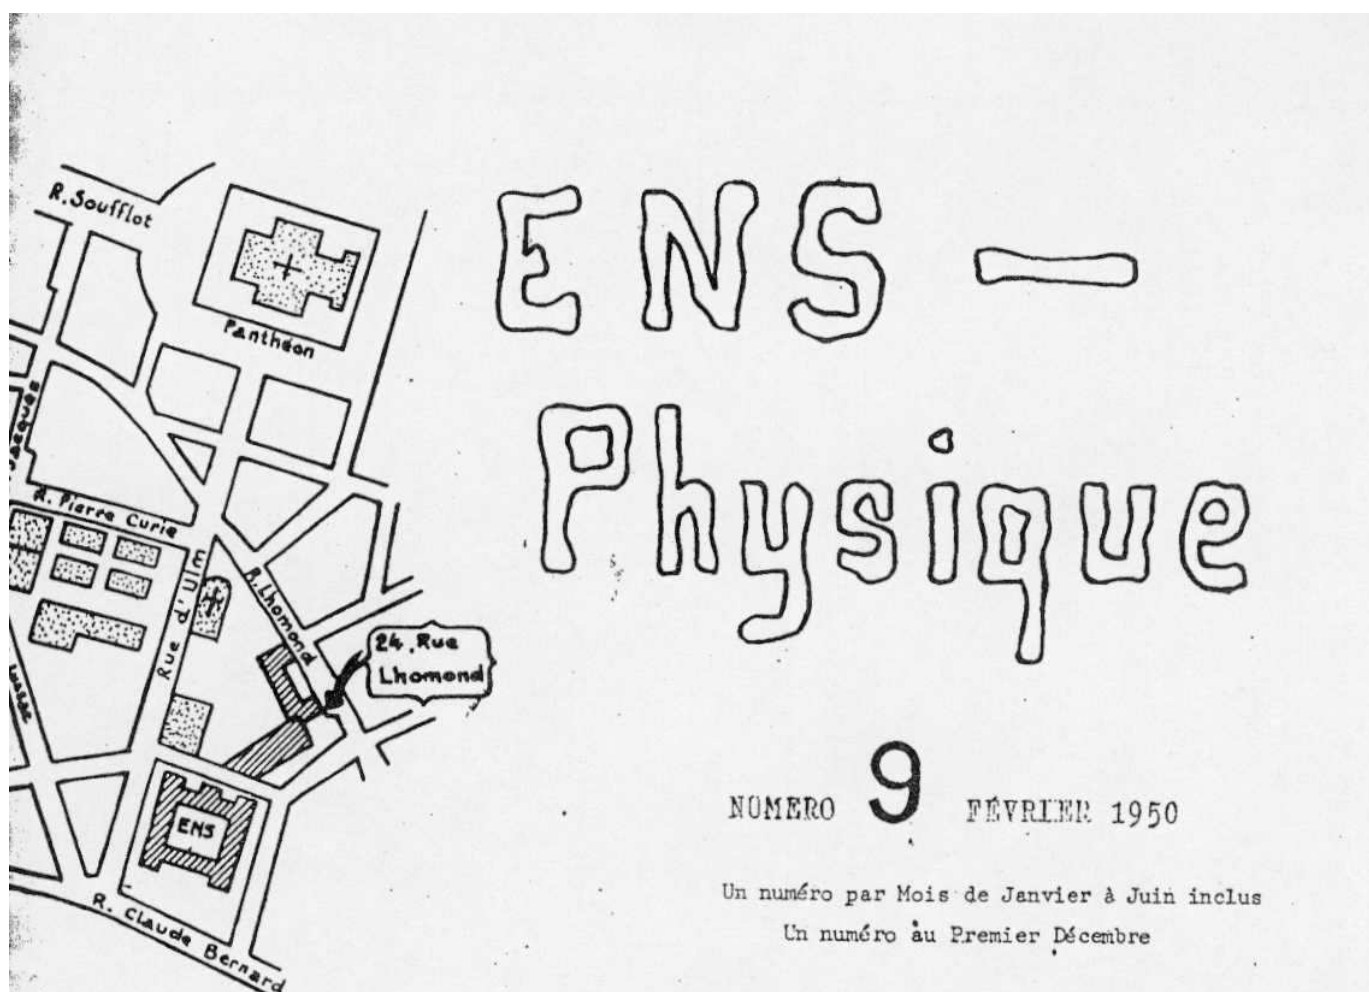 ENS —
Physique
NUMERO 9 FÉVRIER 1950
Un numéro par Mois de Janvier à Juin inclus
Un numéro au Premier Décembre
R. Soufflot
Panthéon
Jacques
R. Pierre Curie
Rue d'Ulm
R. Lhomond
24, Rue
Lhomond
ENS
R. Claude Bernard